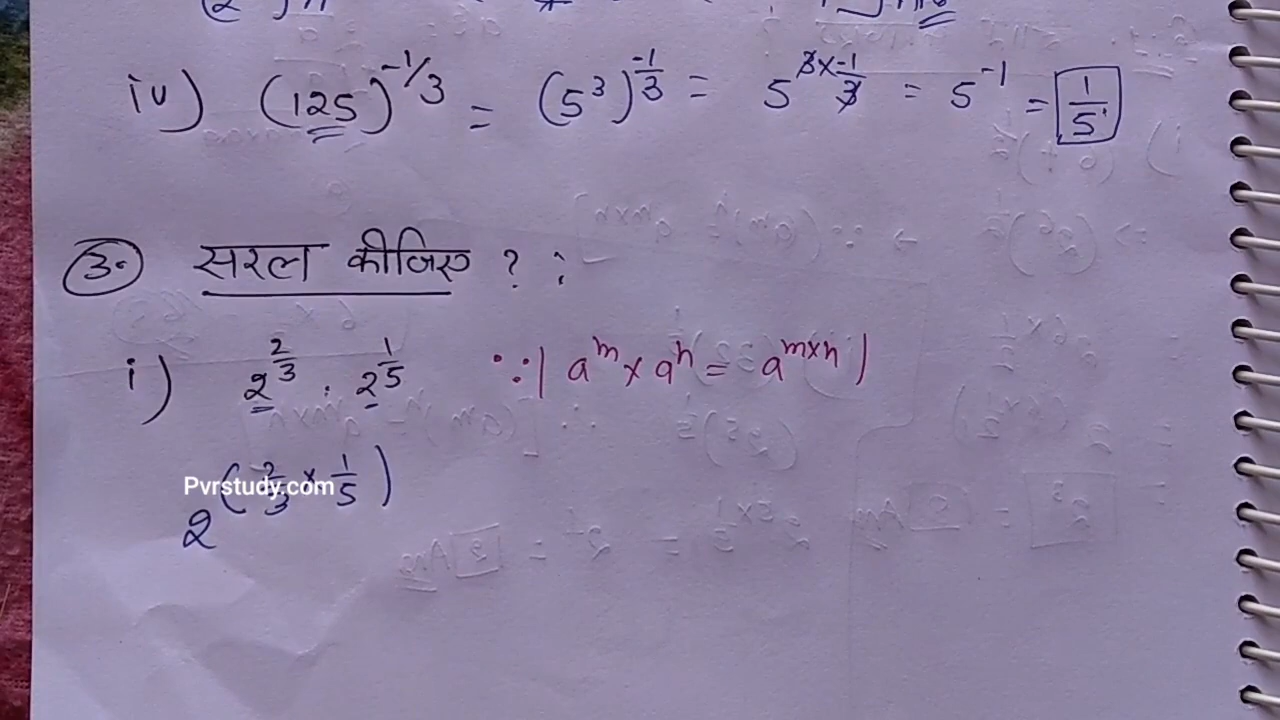 iv) (125)^-1/3 = (5^3)^-1/3 = 5^3×-1/3 = 5^-1 = 1/5
3. सरल कीजिए ? :
i) 2^2/3 . 2^1/5 ∵| a^m × a^n = a^m×n |
2^(2/3 × 1/5)
Pvrstudy.com